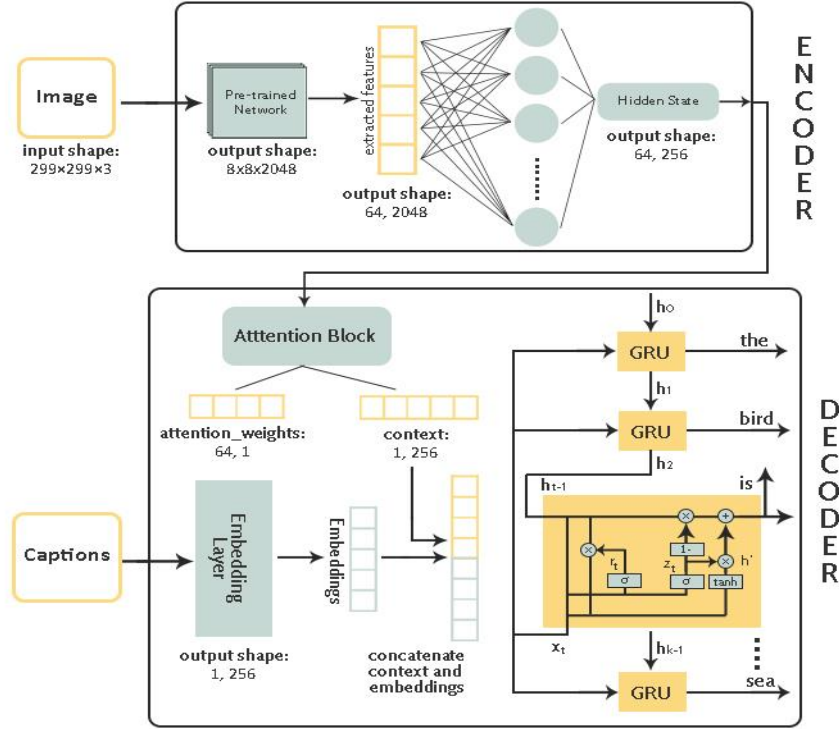 ENCODER
Image
input shape:
299×299×3
Pre-trained
Network
output shape:
8x8x2048
extracted features
output shape:
64, 2048
Hidden State
output shape:
64, 256
DECODER
Atttention Block
attention_weights:
64, 1
context:
1, 256
Captions
Embedding
Layer
output shape:
1, 256
Embeddings
concatenate
context and
embeddings
h0
GRU
the
h1
GRU
bird
h2
ht-1
is
×
+
×
rt
σ
1-
zt
σ
×
h'
tanh
xt
hk-1
GRU
sea